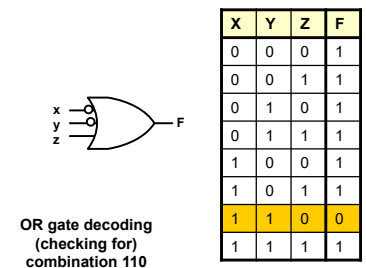 X Y Z F
0 0 0 1
0 0 1 1
0 1 0 1
0 1 1 1
1 0 0 1
1 0 1 1
1 1 0 0
1 1 1 1
x
y
z
F
OR gate decoding
(checking for)
combination 110